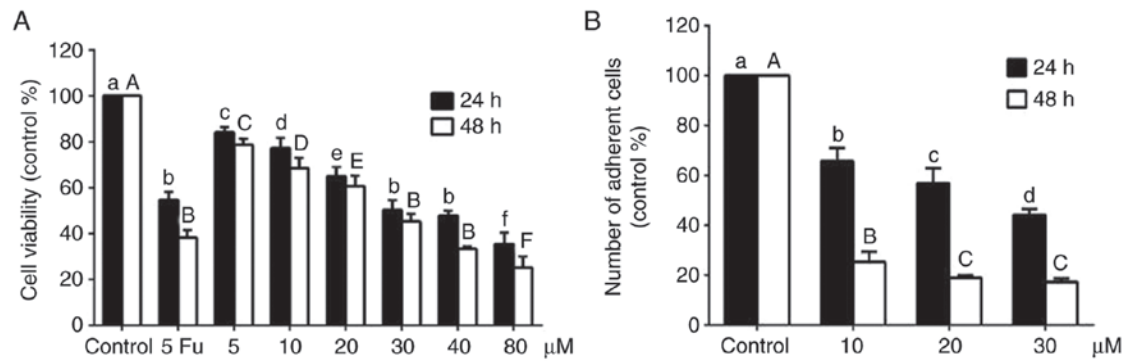 A
Cell viability (control %)
120
100
80
60
40
20
0
a A
b
B
c
C
d
D
e
E
b
B
b
B
f
F
24 h
48 h
Control 5 Fu 5 10 20 30 40 80 µM
B
Number of adherent cells
(control %)
120
100
80
60
40
20
0
a A
b
B
c
C
d
C
24 h
48 h
Control 10 20 30 µM